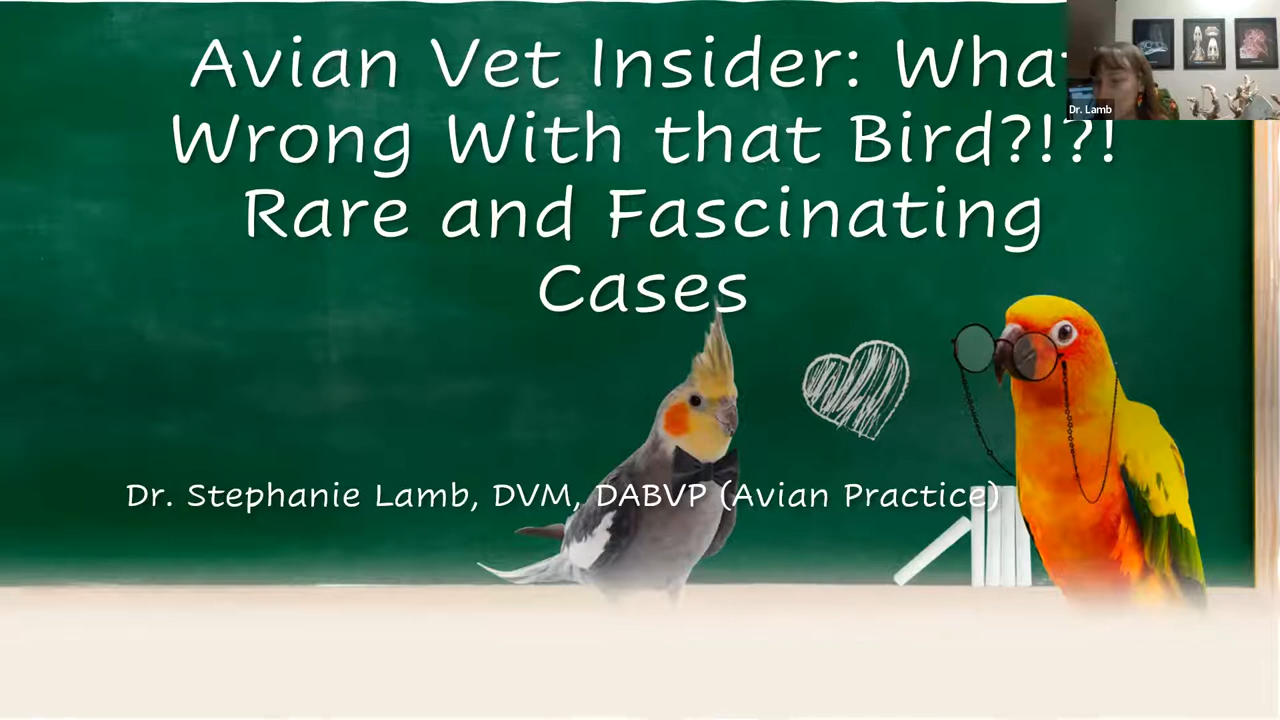 Avian Vet Insider: What
Wrong With that Bird?!?!
Rare and Fascinating
Cases
Dr. Stephanie Lamb, DVM, DABVP (Avian Practice)
Dr. Lamb